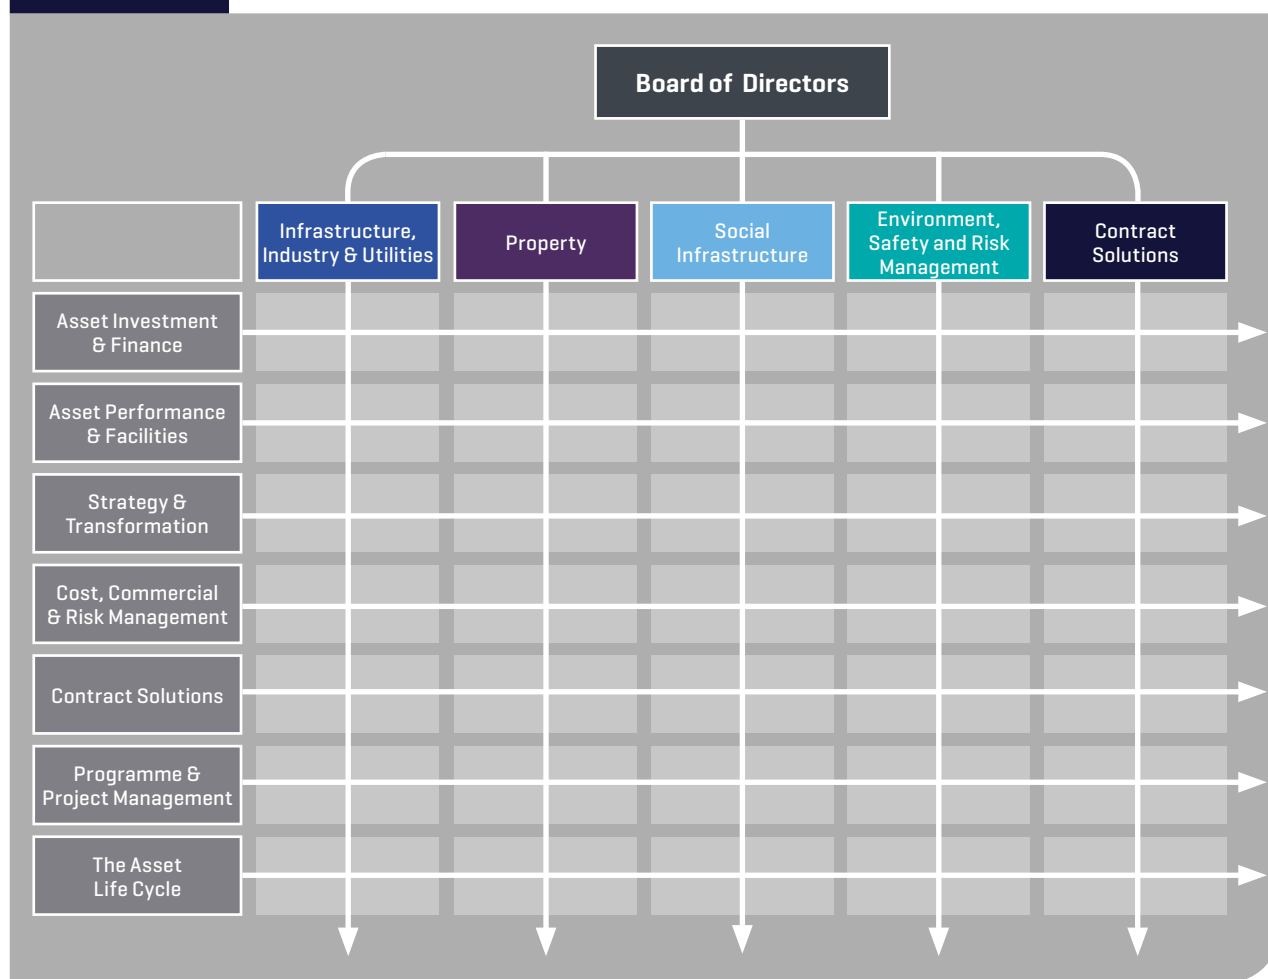 Board of Directors
Infrastructure,
Industry & Utilities
Property
Social
Infrastructure
Environment,
Safety and Risk
Management
Contract
Solutions
Asset Investment
& Finance
Asset Performance
& Facilities
Strategy &
Transformation
Cost, Commercial
& Risk Management
Contract Solutions
Programme &
Project Management
The Asset
Life Cycle